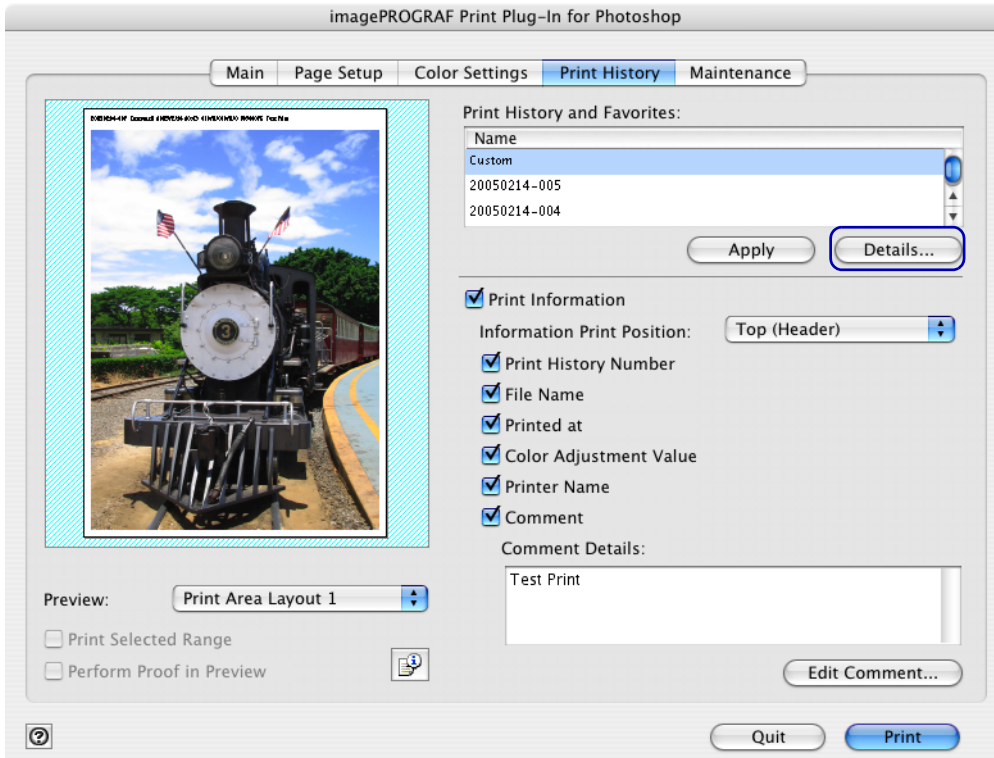 imagePROGRAF Print Plug-In for Photoshop
Main Page Setup Color Settings Print History Maintenance
Print History and Favorites:
Name
Custom
20050214-005
20050214-004
Apply Details...
Print Information
Information Print Position: Top (Header)
Print History Number
File Name
Printed at
Color Adjustment Value
Printer Name
Comment
Comment Details:
Test Print
Edit Comment...
3
Preview: Print Area Layout 1
Print Selected Range
Perform Proof in Preview
Quit Print